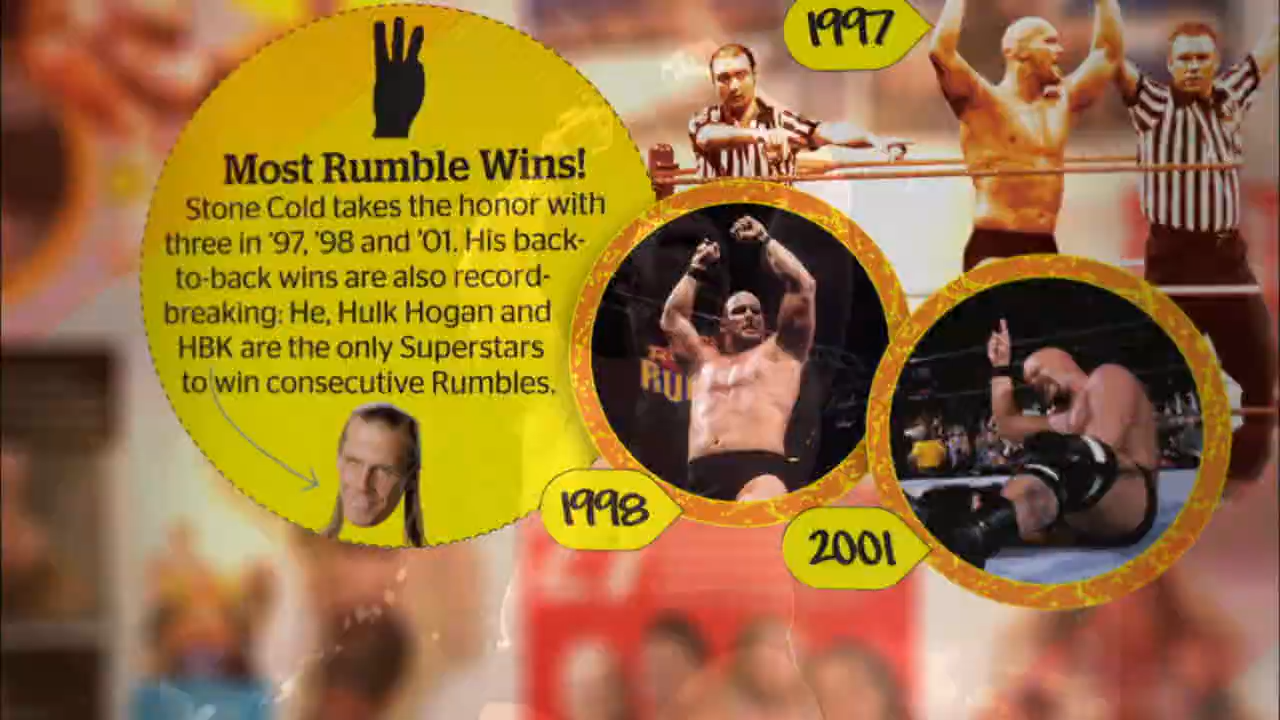 1997
Most Rumble Wins!
Stone Cold takes the honor with
three in '97, '98 and '01. His back-
to-back wins are also record-
breaking: He, Hulk Hogan and
HBK are the only Superstars
to win consecutive Rumbles.
RU
1998
2001
27